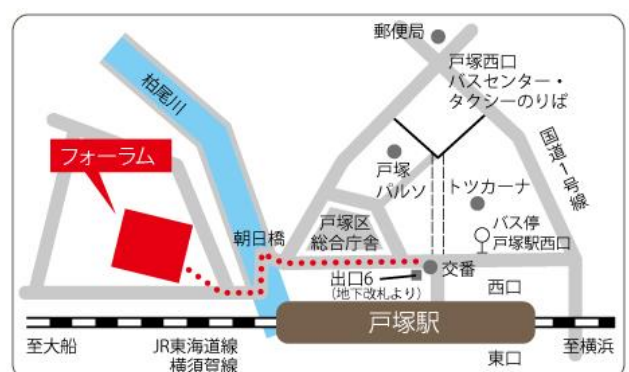 郵便局
戸塚西口
バスセンター・
タクシーのりば
柏尾川
国道1号線
フォーラム
戸塚
パルソ
トツカーナ
戸塚区
総合庁舎
バス停
戸塚駅西口
朝日橋
交番
出口6
(地下改札より)
西口
戸塚駅
至大船
JR東海道線
横須賀線
至横浜
東口